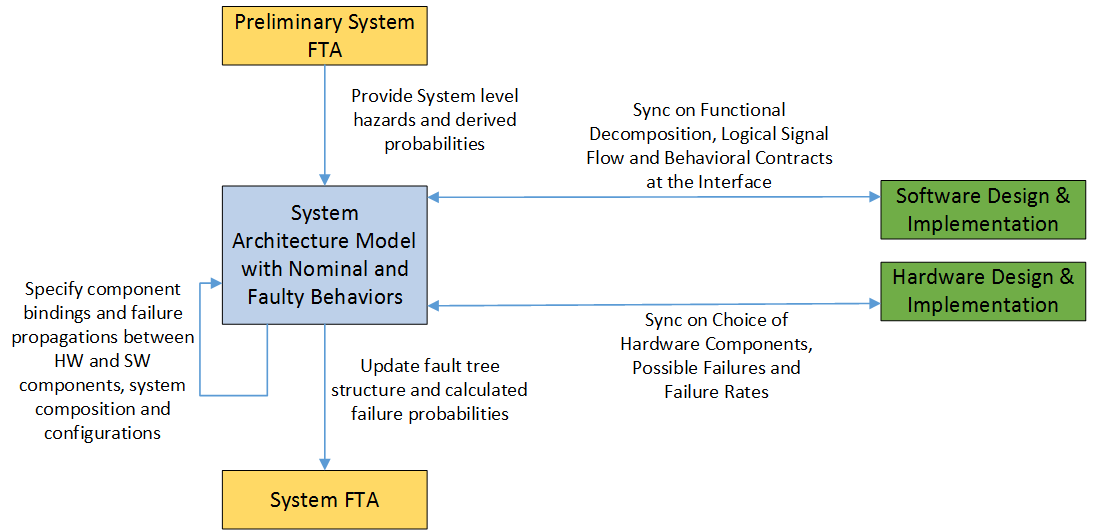 Preliminary System
FTA
Provide System level
hazards and derived
probabilities
Sync on Functional
Decomposition, Logical Signal
Flow and Behavioral Contracts
at the Interface
System
Architecture Model
with Nominal and
Faulty Behaviors
Software Design &
Implementation
Hardware Design &
Implementation
Specify component
bindings and failure
propagations between
HW and SW
components, system
composition and
configurations
Sync on Choice of
Hardware Components,
Possible Failures and
Failure Rates
Update fault tree
structure and calculated
failure probabilities
System FTA